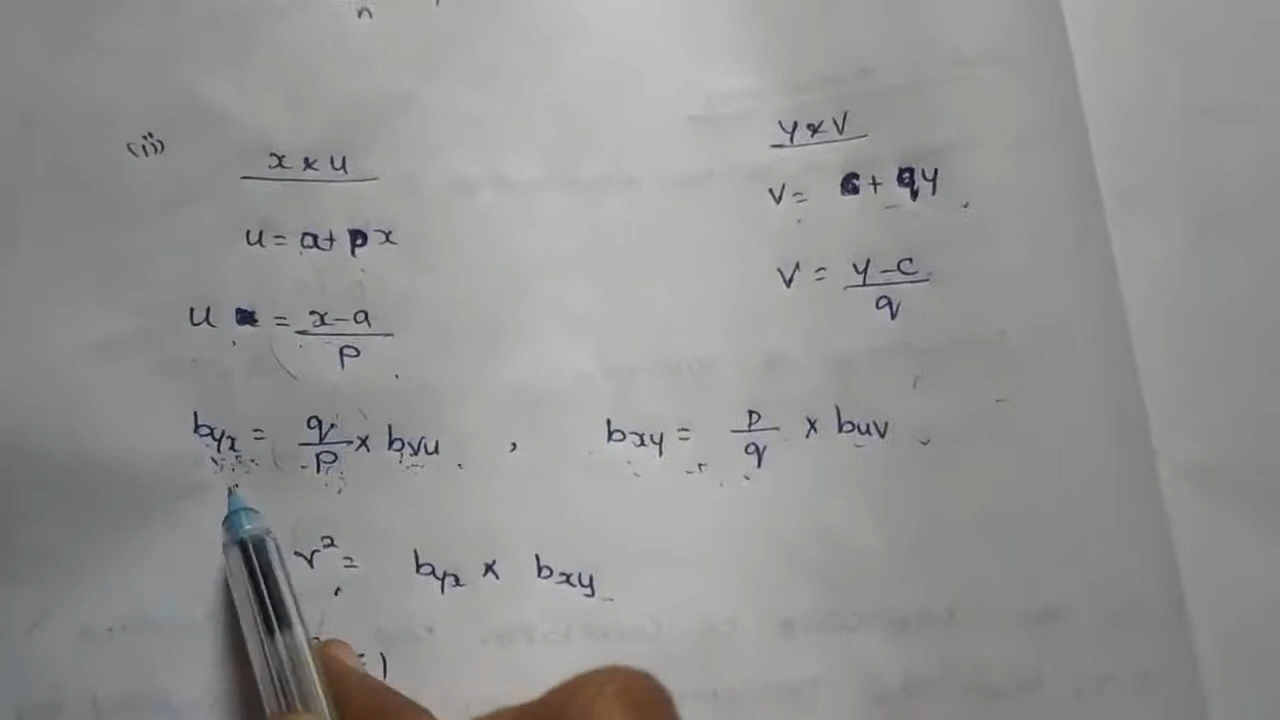 n
(ii)
x & u
y & v
u = a + px
v = c + qy
u = x-a / p
v = y-c / q
byx = q/p × bvu , bxy = p/q × buv
r² = byx × bxy